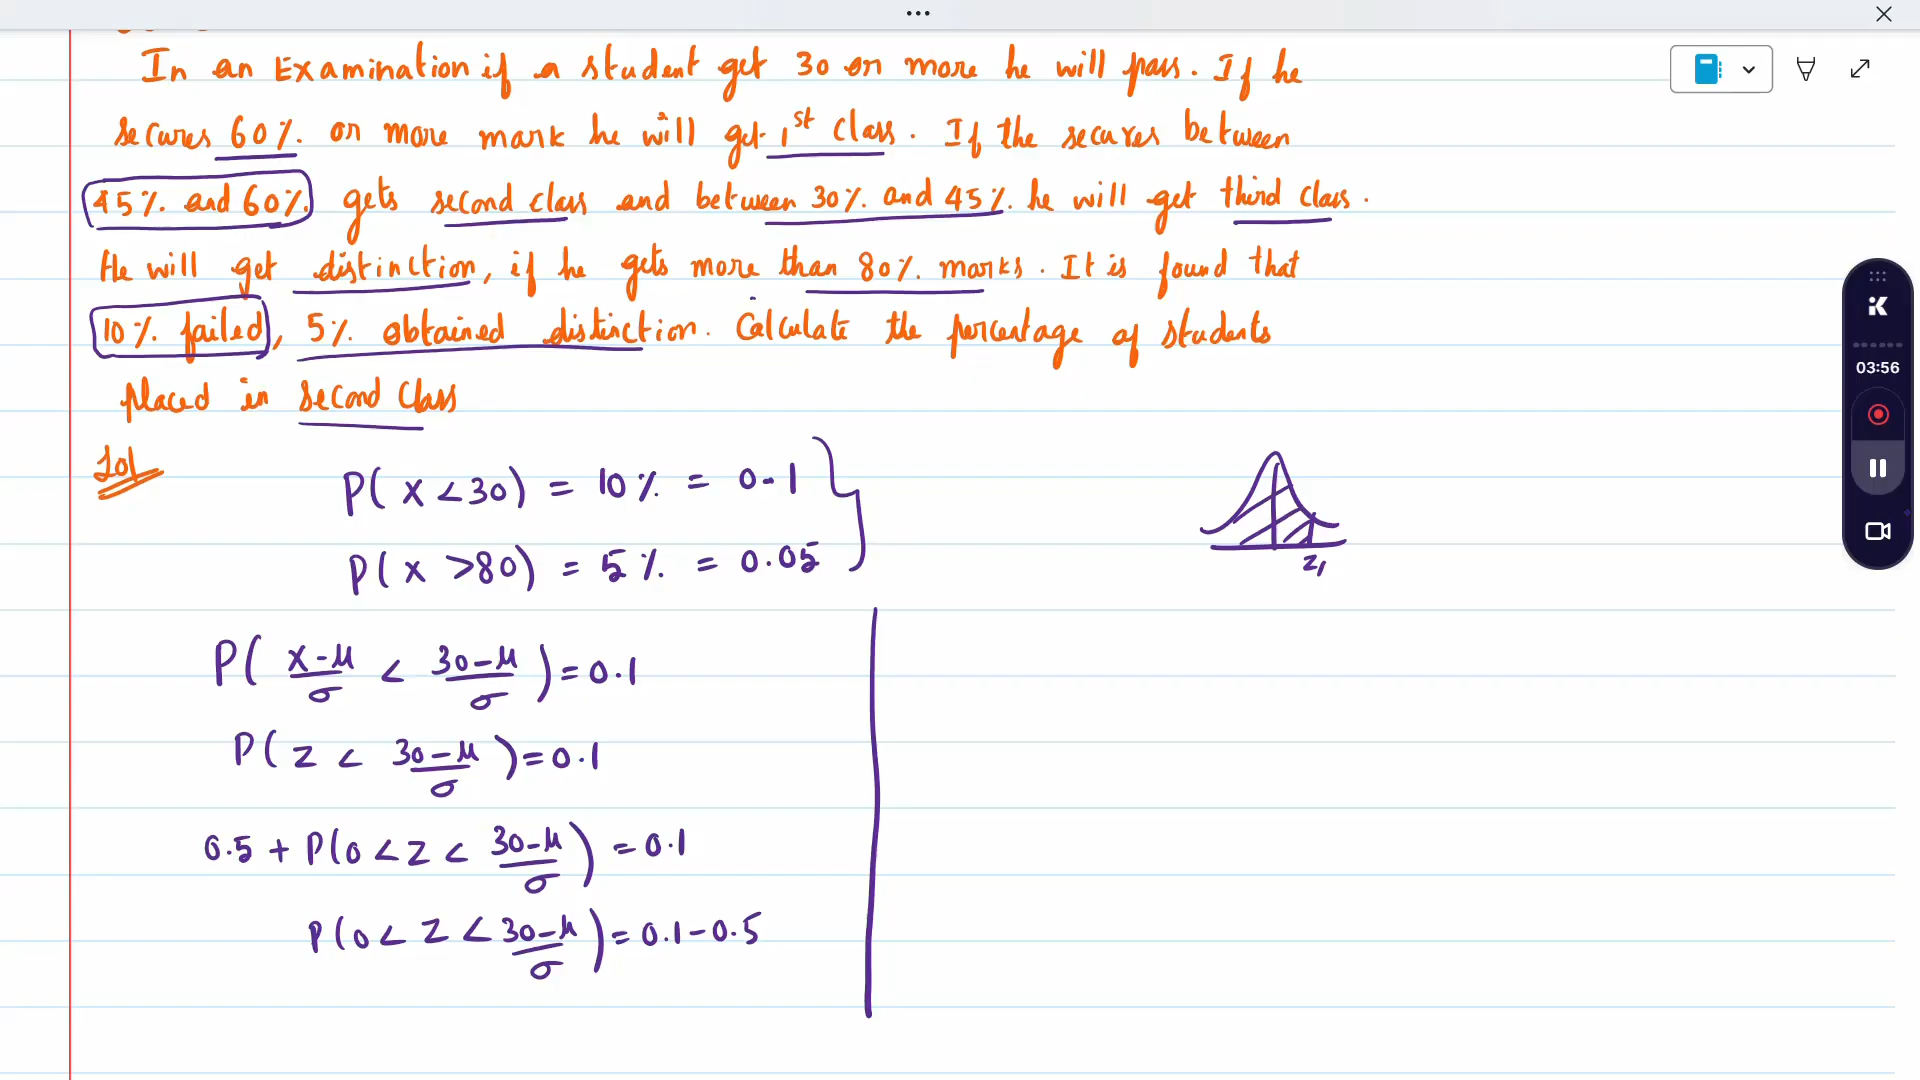 In an Examination if a student get 30 or more he will pass. If he
secures 60% or more mark he will get 1st class. If the secures between
45% and 60% gets second class and between 30% and 45% he will get third class.
He will get distinction, if he gets more than 80% marks. It is found that
10% failed, 5% obtained distinction. Calculate the percentage of students
placed in second class
Sol
P(x<30) = 10% = 0.1
P(x>80) = 5% = 0.05
z₁
P((x-μ)/σ < (30-μ)/σ) = 0.1
P(z < (30-μ)/σ) = 0.1
0.5 + P(0<z<(30-μ)/σ) = 0.1
P(0<z<(30-μ)/σ) = 0.1-0.5
03:56